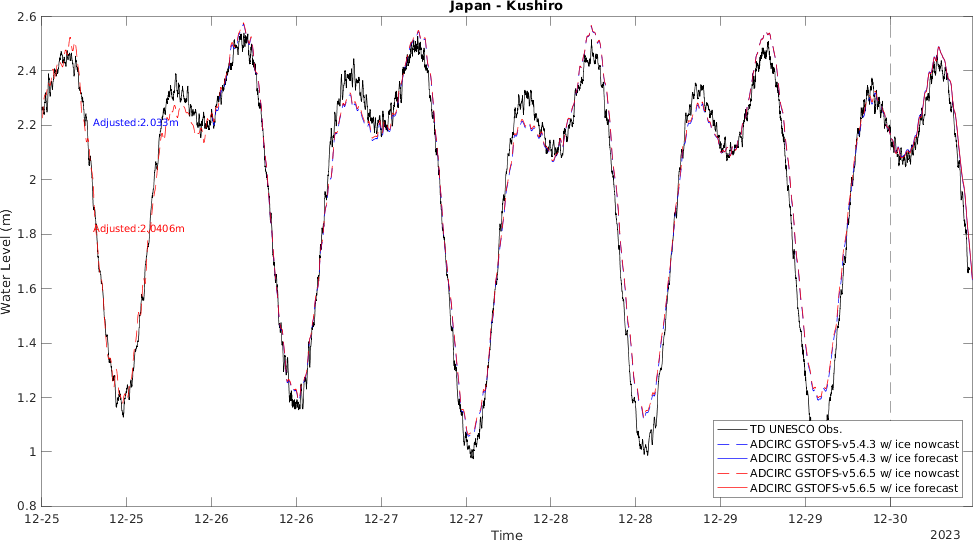 Japan - Kushiro
2.6
2.4
2.2
2
1.8
1.6
1.4
1.2
1
0.8
Water Level (m)
Adjusted:2.033m
Adjusted:2.0406m
TD UNESCO Obs.
ADCIRC GSTOFS-v5.4.3 w/ ice nowcast
ADCIRC GSTOFS-v5.4.3 w/ ice forecast
ADCIRC GSTOFS-v5.6.5 w/ ice nowcast
ADCIRC GSTOFS-v5.6.5 w/ ice forecast
12-25 12-25 12-26 12-26 12-27 12-27 12-28 12-28 12-29 12-29 12-30
Time
2023